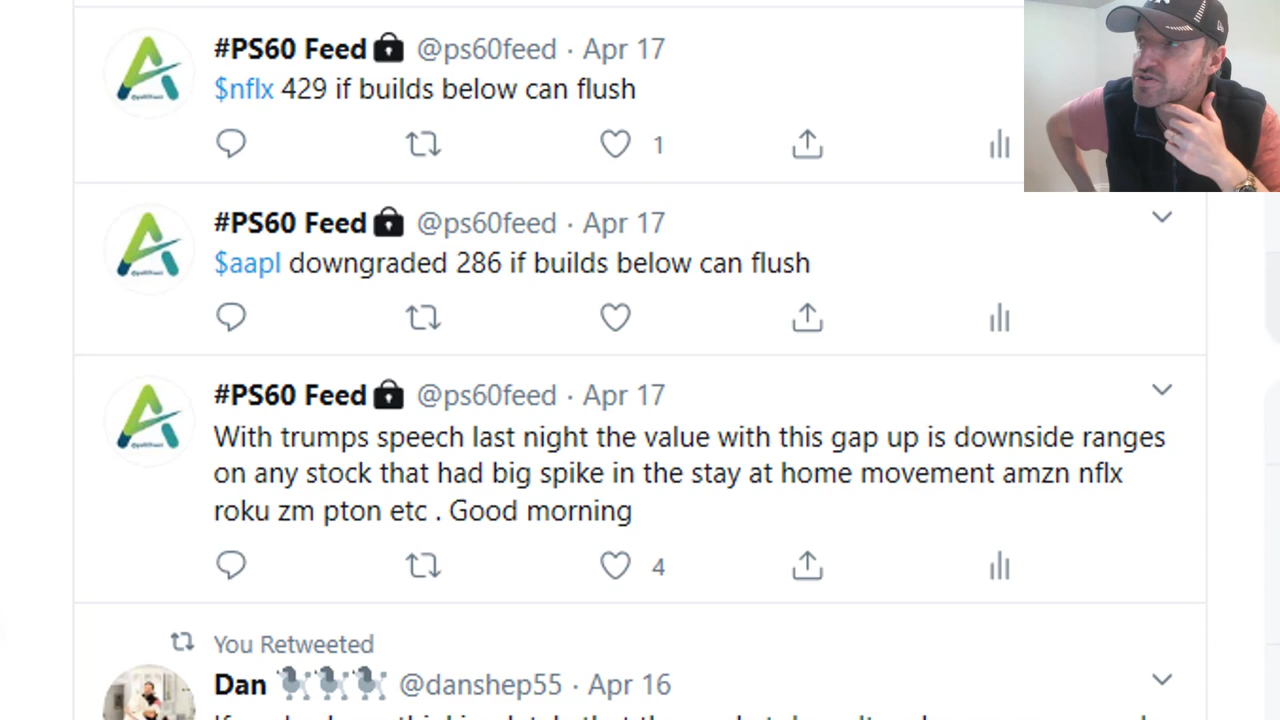 #PS60 Feed @ps60feed · Apr 17
$nflx 429 if builds below can flush
1
#PS60 Feed @ps60feed · Apr 17
$aapl downgraded 286 if builds below can flush
#PS60 Feed @ps60feed · Apr 17
With trumps speech last night the value with this gap up is downside ranges
on any stock that had big spike in the stay at home movement amzn nflx
roku zm pton etc . Good morning
4
You Retweeted
Dan @danshep55 · Apr 16